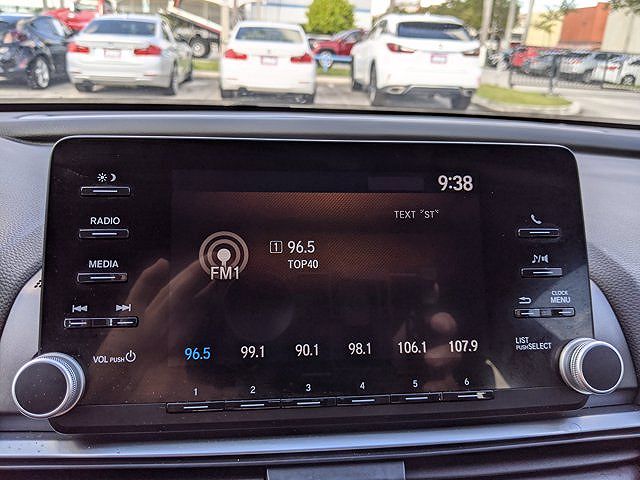 9:38
RADIO
TEXT "ST"
1 96.5
TOP40
FM1
MEDIA
CLOCK
MENU
VOL PUSH
LIST
PUSH SELECT
96.5 99.1 90.1 98.1 106.1 107.9
1 2 3 4 5 6